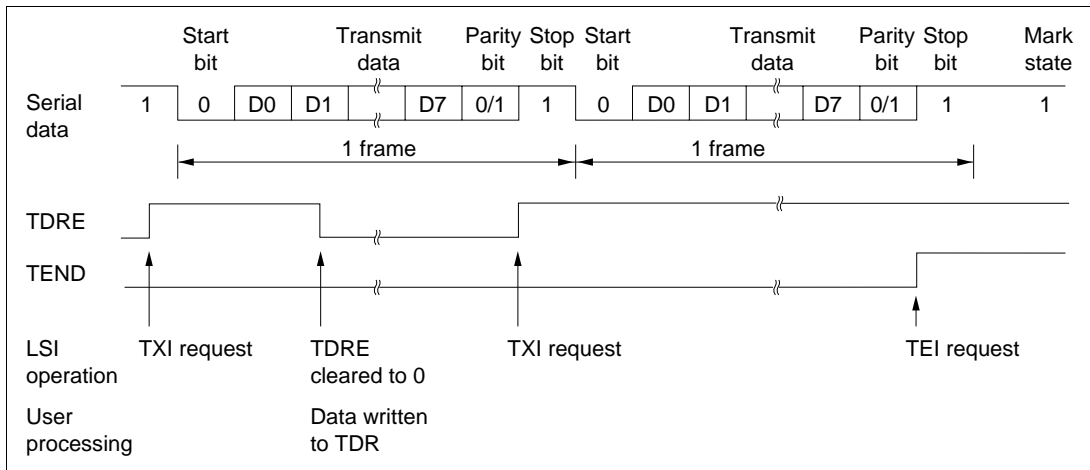 Start Transmit Parity Stop Start Transmit Parity Stop Mark
bit data bit bit bit data bit bit state
Serial data 1 0 D0 D1 D7 0/1 1 0 D0 D1 D7 0/1 1 1
1 frame 1 frame
TDRE
TEND
LSI operation TXI request TDRE cleared to 0 TXI request TEI request
User processing Data written to TDR